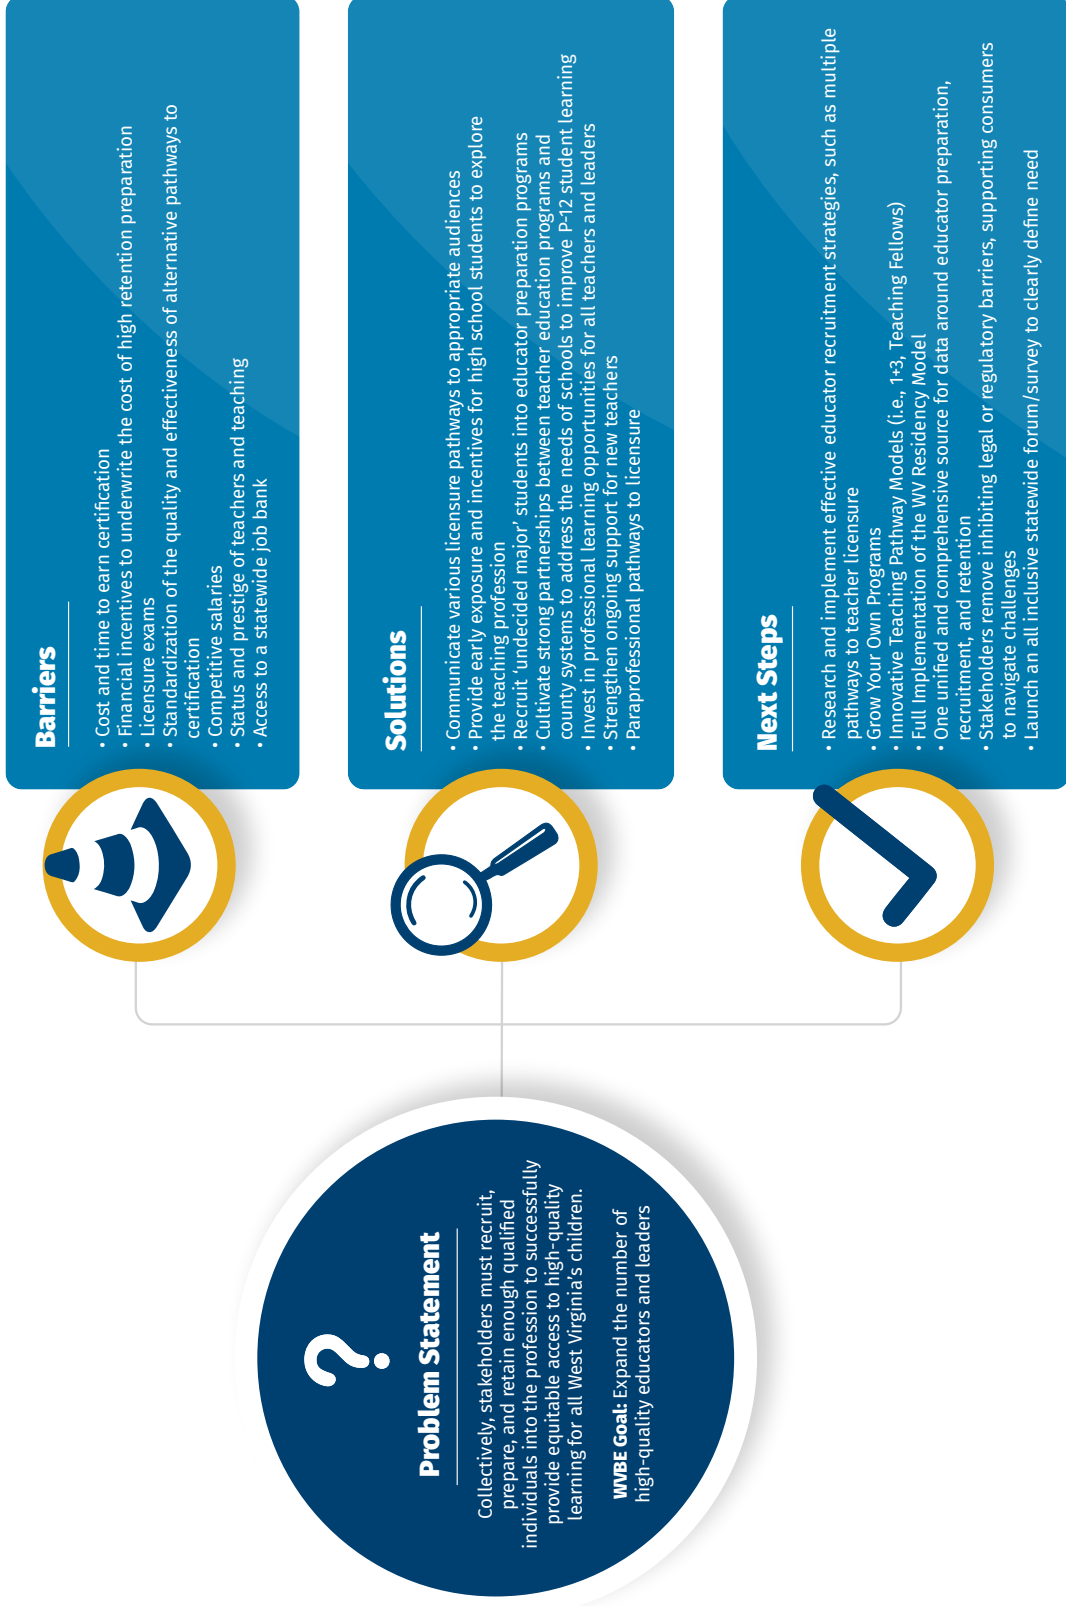 Problem Statement
Collectively, stakeholders must recruit,
prepare, and retain enough qualified
individuals into the profession to successfully
provide equitable access to high-quality
learning for all West Virginia's children.
WVBE Goal: Expand the number of
high-quality educators and leaders
Barriers
• Cost and time to earn certification
• Financial incentives to underwrite the cost of high retention preparation
• Licensure exams
• Standardization of the quality and effectiveness of alternative pathways to
certification
• Competitive salaries
• Status and prestige of teachers and teaching
• Access to a statewide job bank
Solutions
• Communicate various licensure pathways to appropriate audiences
• Provide early exposure and incentives for high school students to explore
the teaching profession
• Recruit 'undecided major' students into educator preparation programs
• Cultivate strong partnerships between teacher education programs and
county systems to address the needs of schools to improve P-12 student learning
• Invest in professional learning opportunities for all teachers and leaders
• Strengthen ongoing support for new teachers
• Paraprofessional pathways to licensure
Next Steps
• Research and implement effective educator recruitment strategies, such as multiple
pathways to teacher licensure
• Grow Your Own Programs
• Innovative Teaching Pathway Models (i.e., 1+3, Teaching Fellows)
• Full Implementation of the WV Residency Model
• One unified and comprehensive source for data around educator preparation,
recruitment, and retention
• Stakeholders remove inhibiting legal or regulatory barriers, supporting consumers
to navigate challenges
• Launch an all inclusive statewide forum/survey to clearly define need